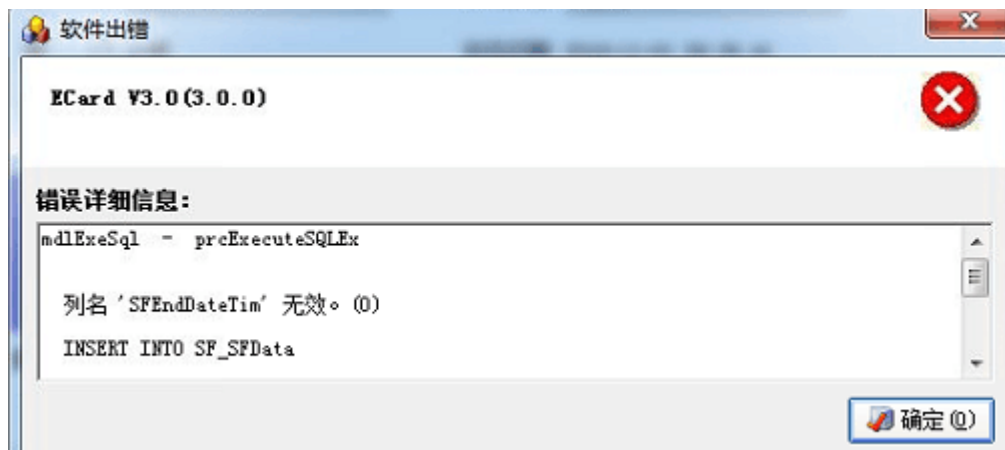 软件出错
ECard V3.0(3.0.0)
错误详细信息：
mdlExeSql - prcExecuteSQLEx
列名 'SFEndDateTim' 无效。(0)
INSERT INTO SF_SFData
确定(O)